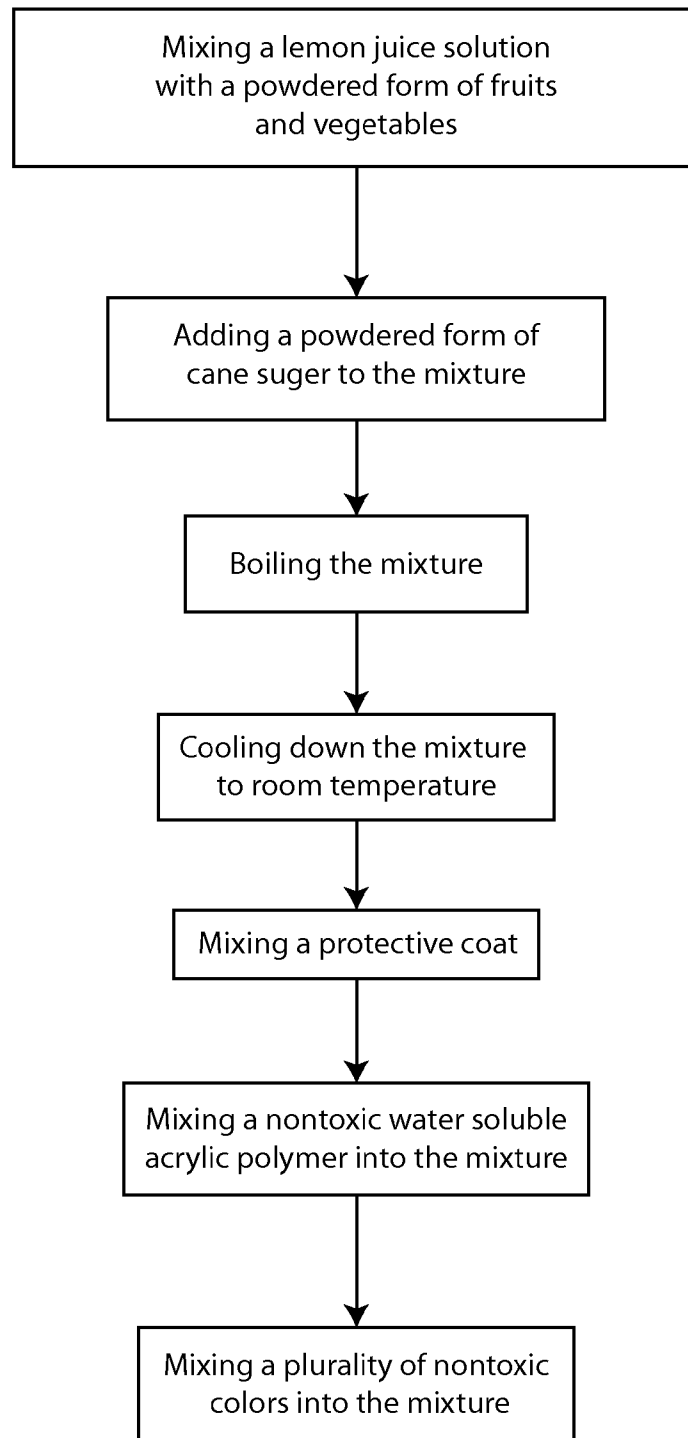 Mixing a lemon juice solution
with a powdered form of fruits
and vegetables
Adding a powdered form of
cane suger to the mixture
Boiling the mixture
Cooling down the mixture
to room temperature
Mixing a protective coat
Mixing a nontoxic water soluble
acrylic polymer into the mixture
Mixing a plurality of nontoxic
colors into the mixture